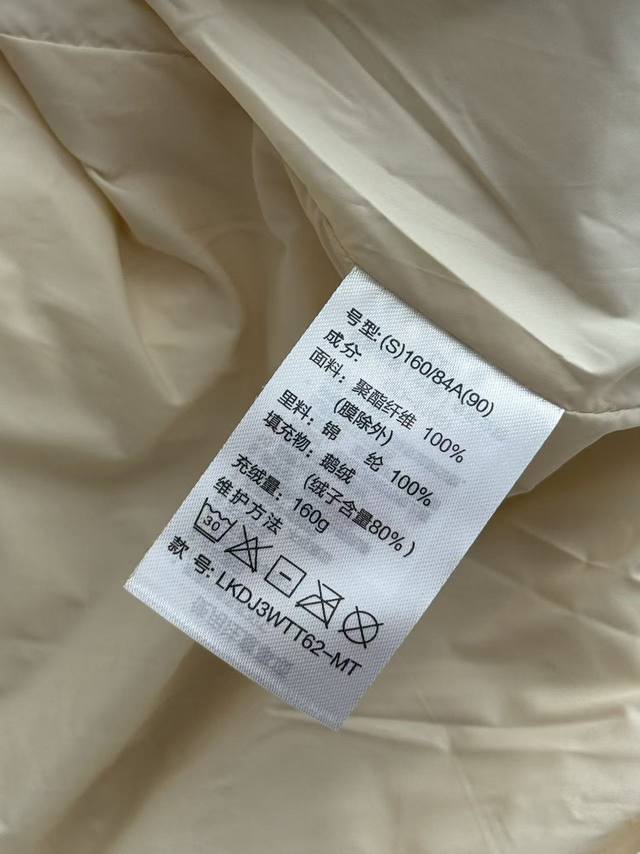 号型:(S)160/84A(90)
成分:
面料: 聚酯纤维 100%
(膜除外)
里料: 锦 纶 100%
填充物: 鹅绒
(绒子含量80%)
充绒量: 160g
维护方法
30
款 号: LKDJ3WTT62-MT